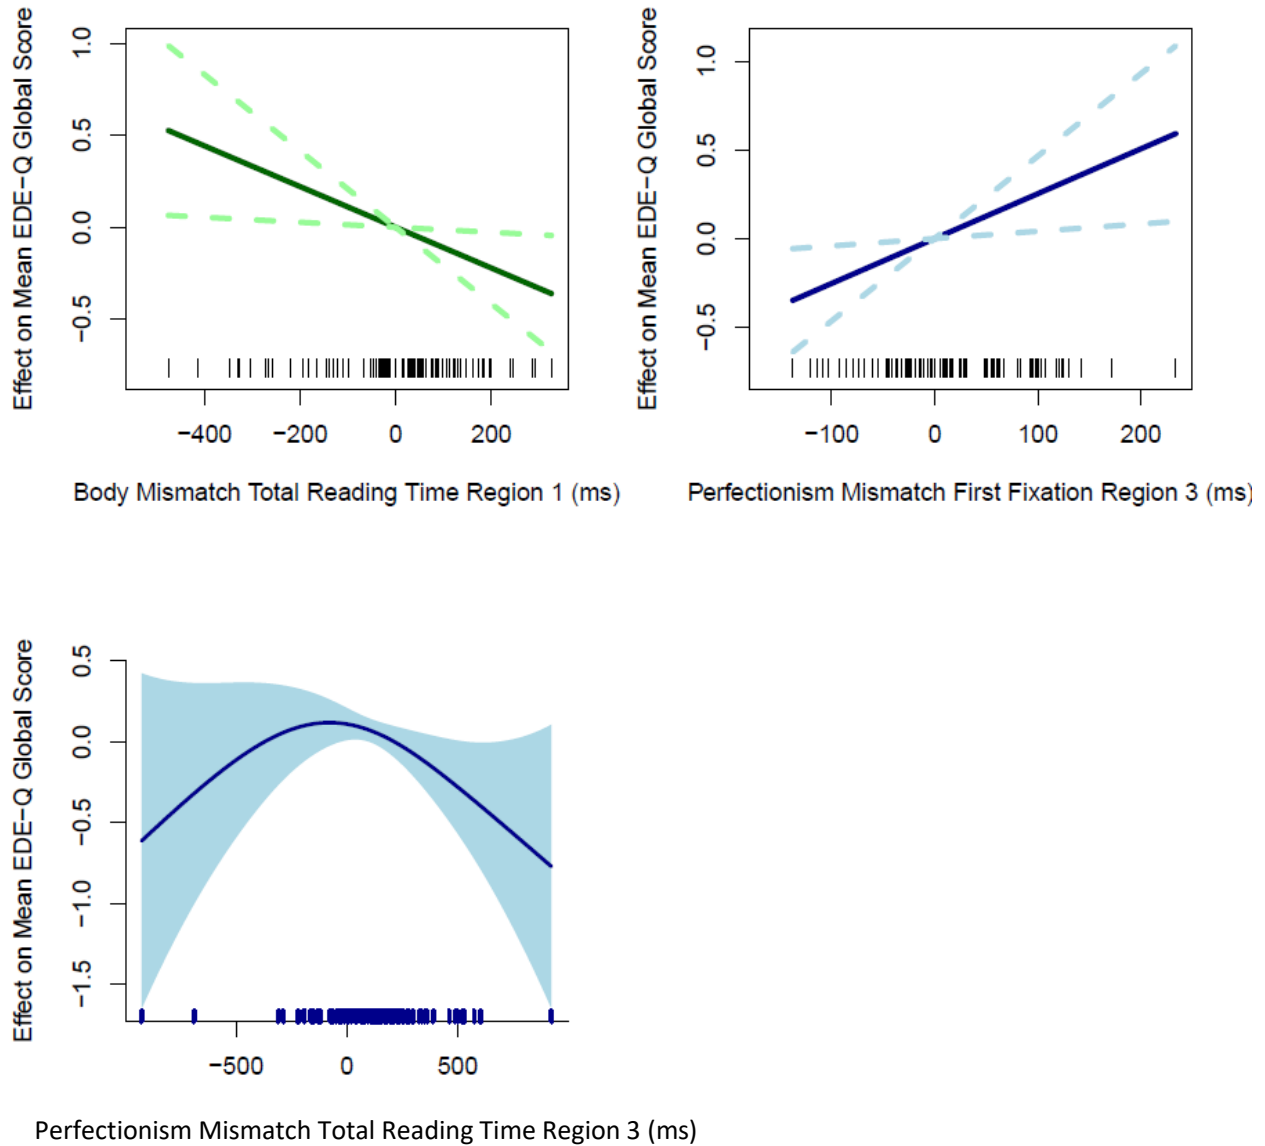 Effect on Mean EDE−Q Global Score
1.0
0.5
0.0
−0.5
−400 −200 0 200
Body Mismatch Total Reading Time Region 1 (ms)
Effect on Mean EDE−Q Global Score
1.0
0.5
0.0
−0.5
−100 0 100 200
Perfectionism Mismatch First Fixation Region 3 (ms)
Effect on Mean EDE−Q Global Score
0.5
0.0
−0.5
−1.0
−1.5
−500 0 500
Perfectionism Mismatch Total Reading Time Region 3 (ms)